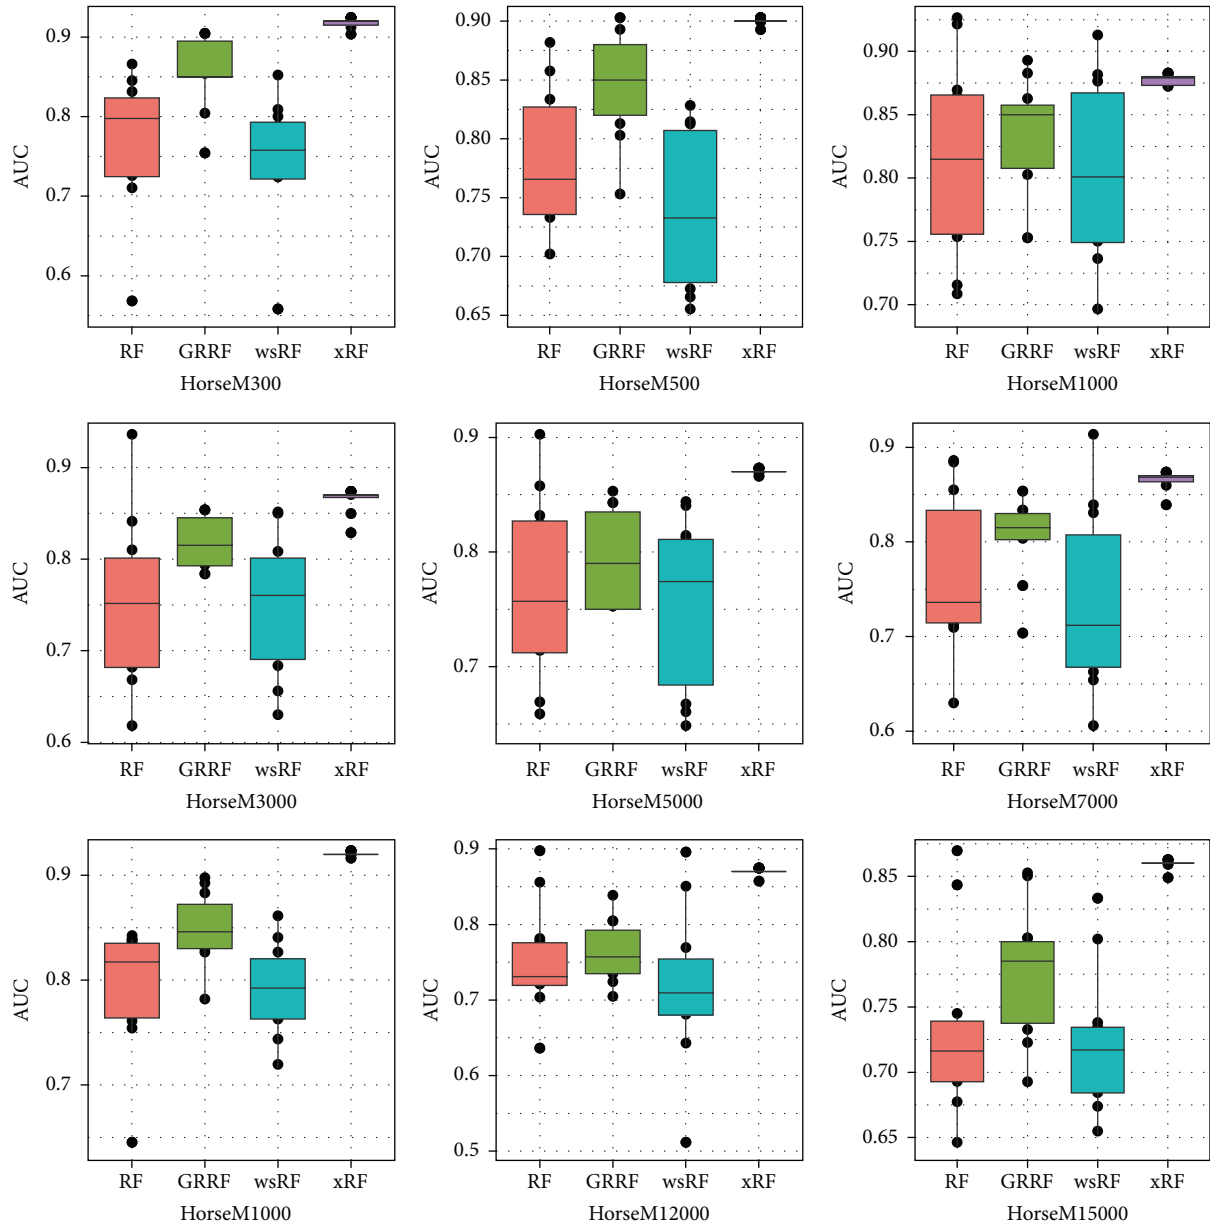 0.9
0.8
0.7
0.6
AUC
RF GRRF wsRF xRF
HorseM300
0.90
0.85
0.80
0.75
0.70
0.65
AUC
RF GRRF wsRF xRF
HorseM500
0.90
0.85
0.80
0.75
0.70
AUC
RF GRRF wsRF xRF
HorseM1000
0.9
0.8
0.7
0.6
AUC
RF GRRF wsRF xRF
HorseM3000
0.9
0.8
0.7
AUC
RF GRRF wsRF xRF
HorseM5000
0.9
0.8
0.7
0.6
AUC
RF GRRF wsRF xRF
HorseM7000
0.9
0.8
0.7
AUC
RF GRRF wsRF xRF
HorseM1000
0.9
0.8
0.7
0.6
0.5
AUC
RF GRRF wsRF xRF
HorseM12000
0.85
0.80
0.75
0.70
0.65
AUC
RF GRRF wsRF xRF
HorseM15000